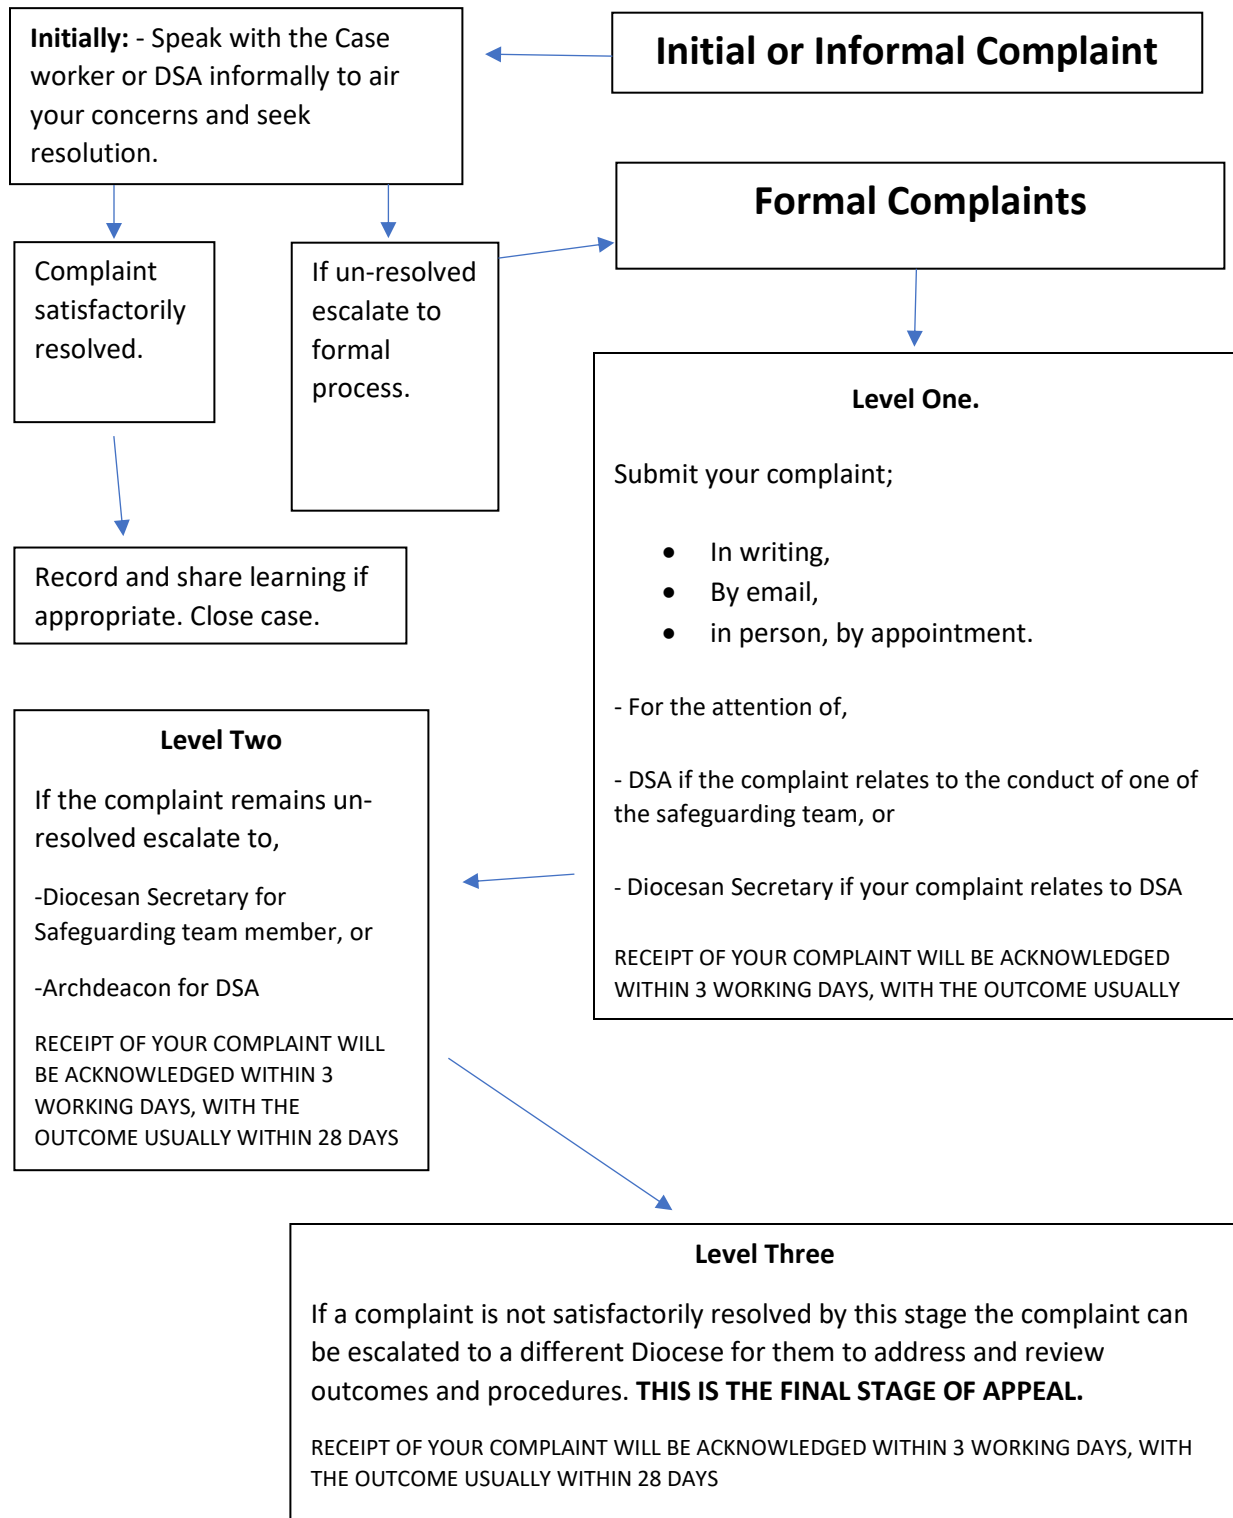 Initial or Informal Complaint
Initially: - Speak with the Case
worker or DSA informally to air
your concerns and seek
resolution.
Complaint
satisfactorily
resolved.
If un-resolved
escalate to
formal
process.
Record and share learning if
appropriate. Close case.
Formal Complaints
Level One.
Submit your complaint;
• In writing,
• By email,
• in person, by appointment.
- For the attention of,
- DSA if the complaint relates to the conduct of one of
the safeguarding team, or
- Diocesan Secretary if your complaint relates to DSA
RECEIPT OF YOUR COMPLAINT WILL BE ACKNOWLEDGED
WITHIN 3 WORKING DAYS, WITH THE OUTCOME USUALLY
Level Two
If the complaint remains un-
resolved escalate to,
-Diocesan Secretary for
Safeguarding team member, or
-Archdeacon for DSA
RECEIPT OF YOUR COMPLAINT WILL
BE ACKNOWLEDGED WITHIN 3
WORKING DAYS, WITH THE
OUTCOME USUALLY WITHIN 28 DAYS
Level Three
If a complaint is not satisfactorily resolved by this stage the complaint can
be escalated to a different Diocese for them to address and review
outcomes and procedures. THIS IS THE FINAL STAGE OF APPEAL.
RECEIPT OF YOUR COMPLAINT WILL BE ACKNOWLEDGED WITHIN 3 WORKING DAYS, WITH
THE OUTCOME USUALLY WITHIN 28 DAYS